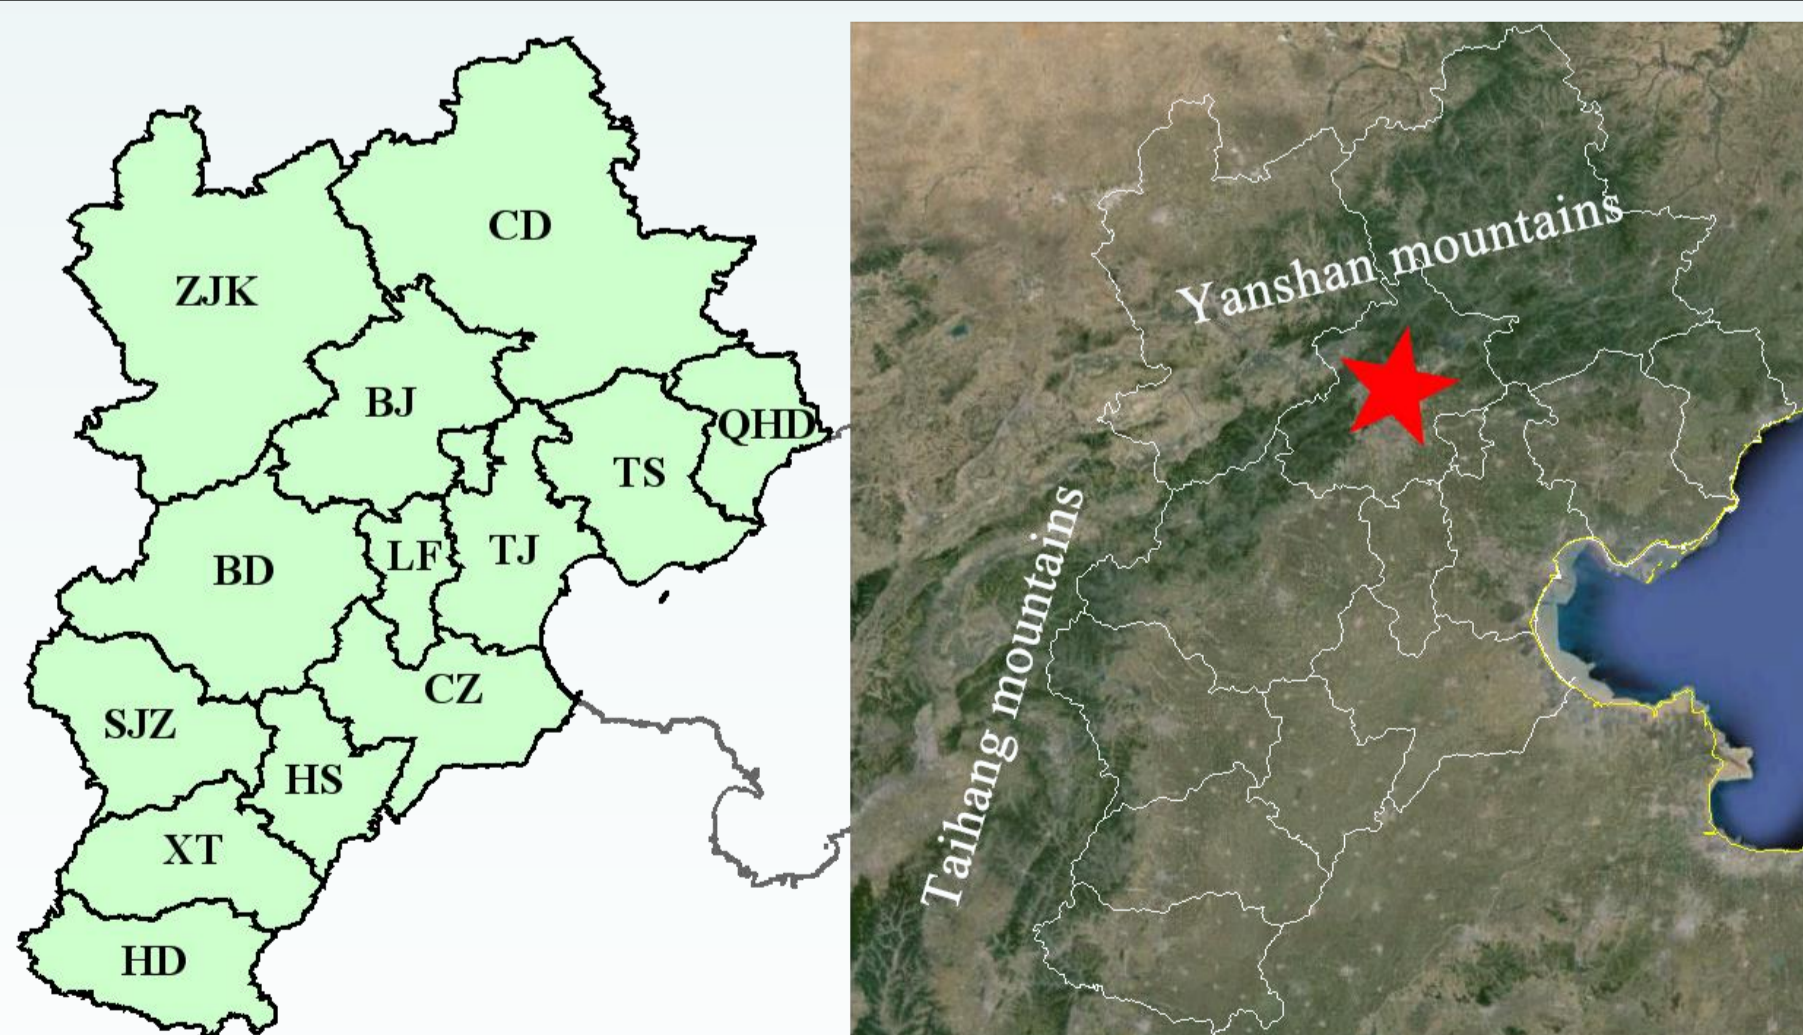 CD
ZJK
BJ
QHD
TS
BD
LF
TJ
CZ
SJZ
HS
XT
HD
Yanshan mountains
Taihang mountains